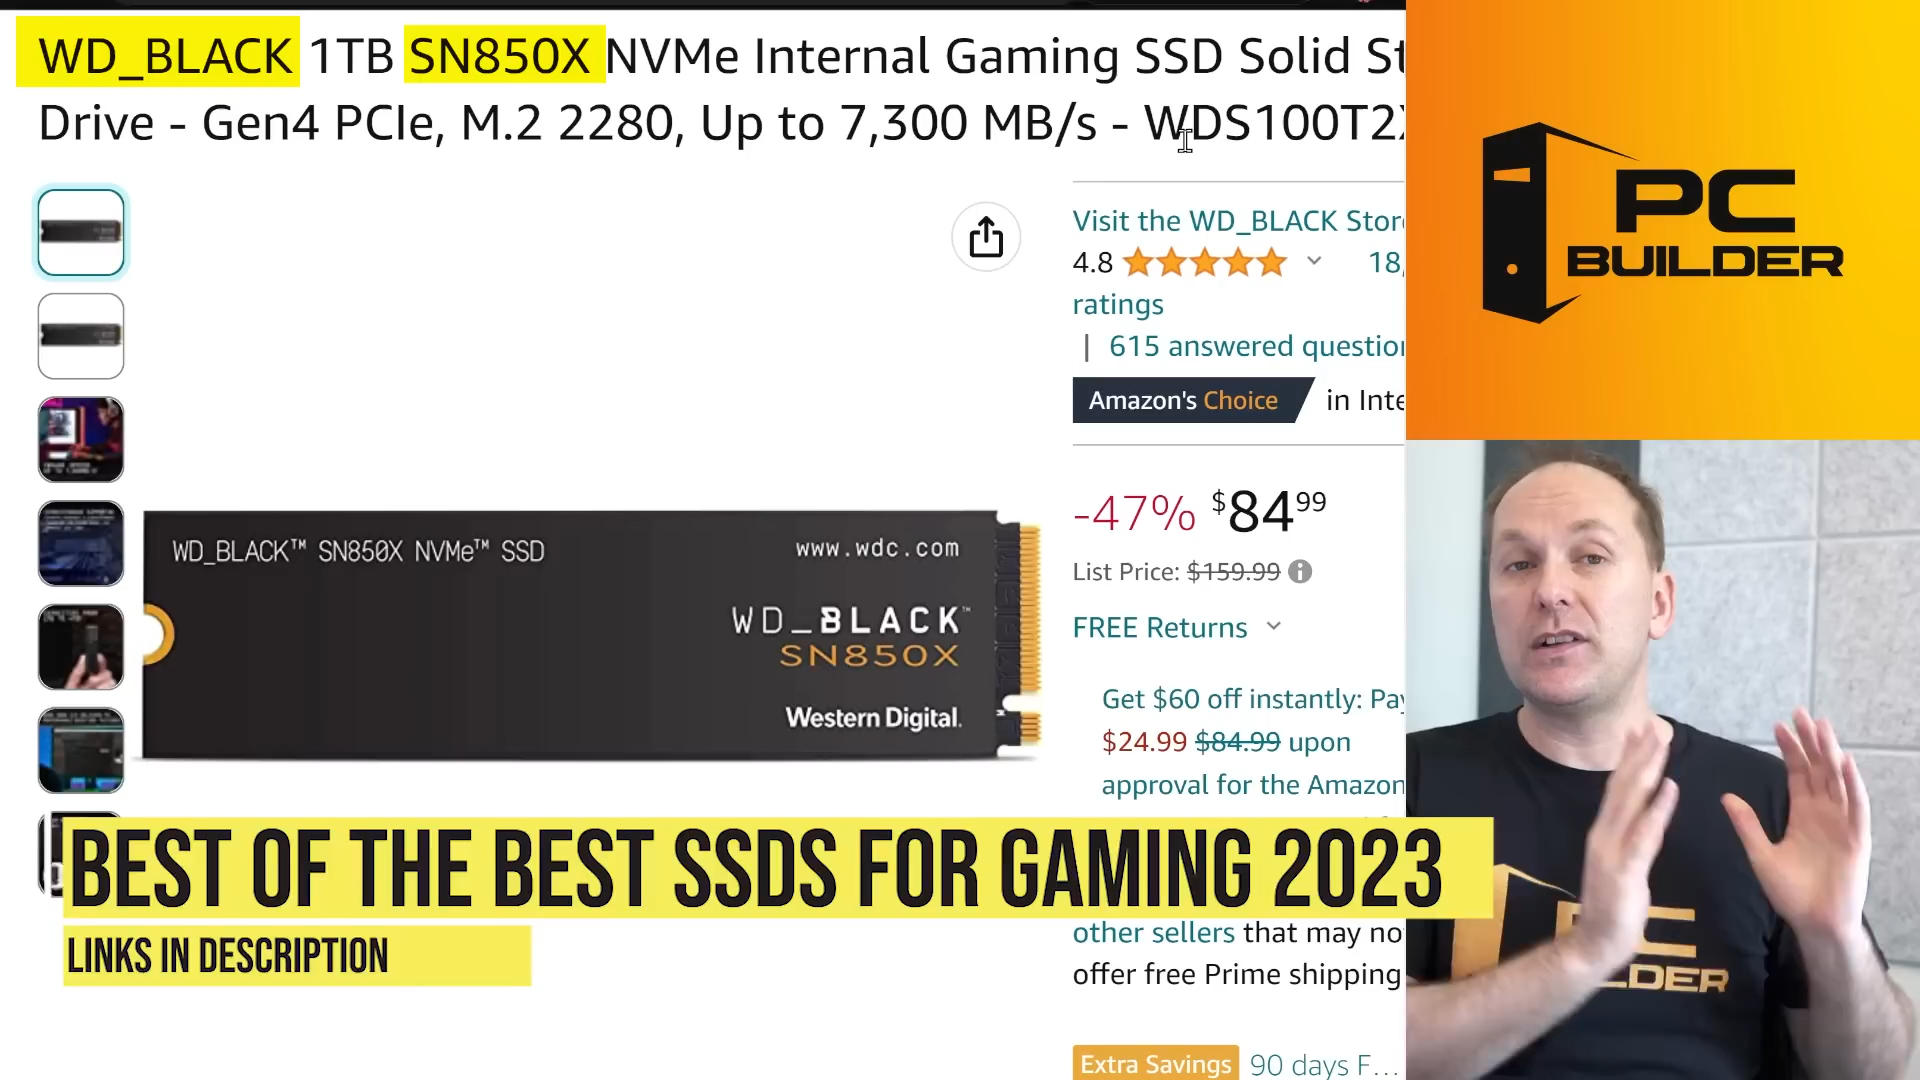 WD_BLACK 1TB SN850X NVMe Internal Gaming SSD Solid St
Drive - Gen4 PCIe, M.2 2280, Up to 7,300 MB/s - WDS100T2X
Visit the WD_BLACK Store
4.8
18,
ratings
| 615 answered questio
Amazon's Choice in Inte
-47% $84.99
List Price: $159.99
FREE Returns
Get $60 off instantly: Pay
$24.99 $84.99 upon
approval for the Amazon
other sellers that may no
offer free Prime shipping
Extra Savings 90 days F...
WD_BLACK™ SN850X NVMe™ SSD
www.wdc.com
WD_BLACK™
SN850X
Western Digital.
BEST OF THE BEST SSDS FOR GAMING 2023
LINKS IN DESCRIPTION
PC
BUILDER